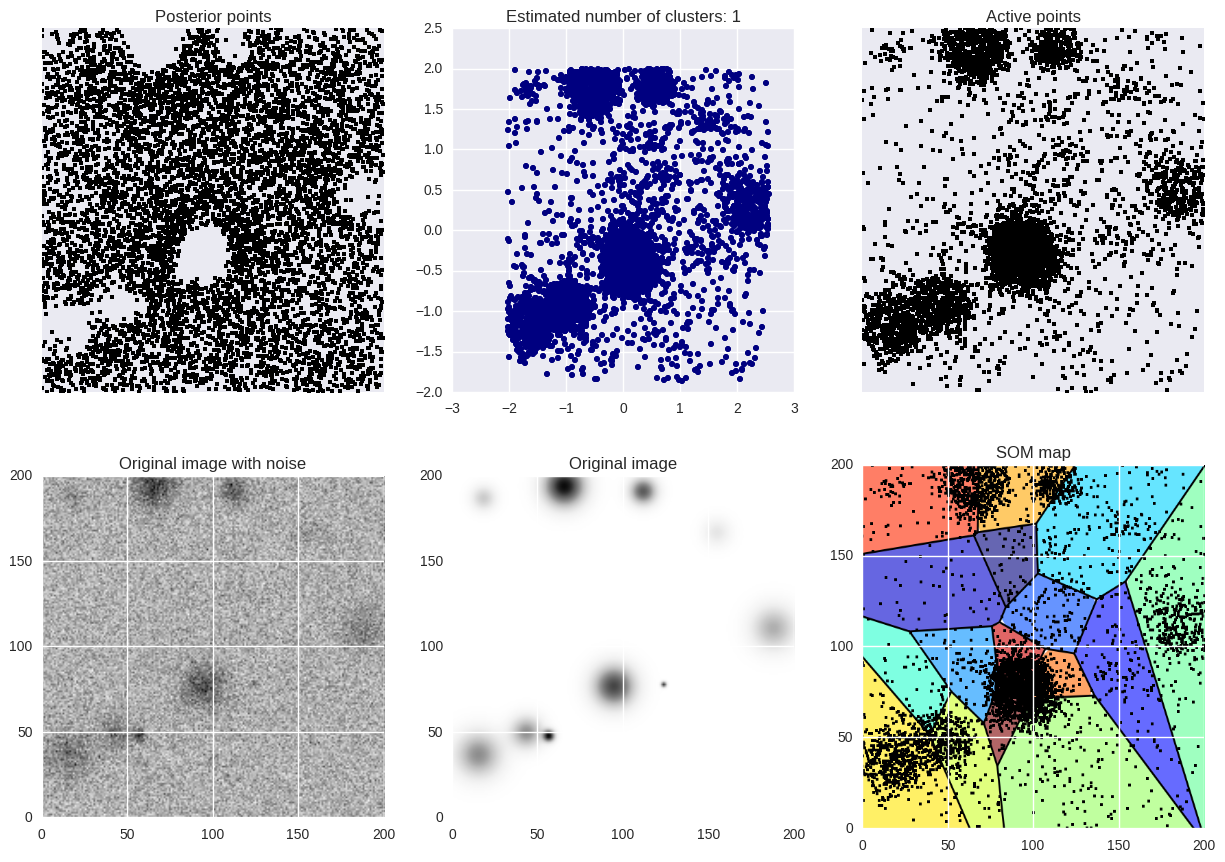 Posterior points
Estimated number of clusters: 1
Active points
2.5
2.0
1.5
1.0
0.5
0.0
−0.5
−1.0
−1.5
−2.0
−3 −2 −1 0 1 2 3
Original image with noise
200
150
100
50
0
0 50 100 150 200
Original image
200
150
100
50
0
0 50 100 150 200
SOM map
200
150
100
50
0
0 50 100 150 200